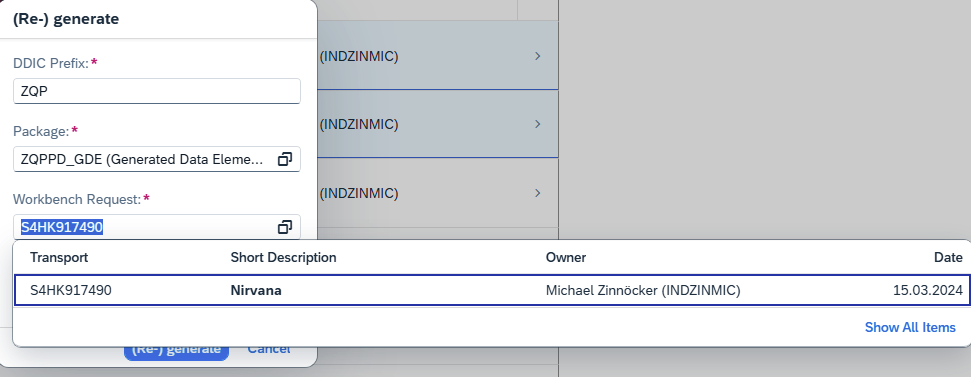 (Re-) generate
DDIC Prefix:*
ZQP
Package:*
ZQPPD_GDE (Generated Data Eleme...
Workbench Request:*
S4HK917490
(INDZINMIC)
(INDZINMIC)
(INDZINMIC)
Transport Short Description Owner Date
S4HK917490 Nirvana Michael Zinnöcker (INDZINMIC) 15.03.2024
Show All Items
(Re-) generate Cancel